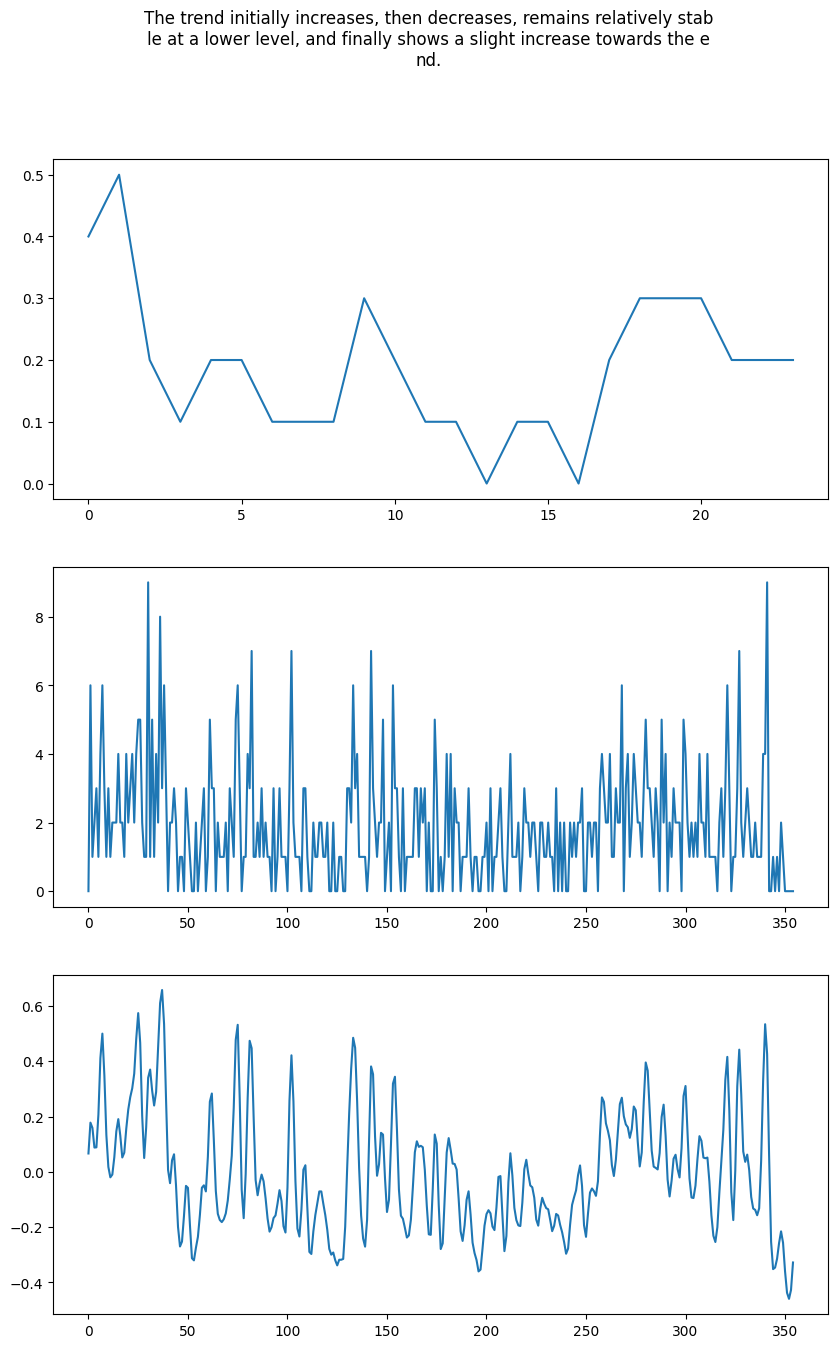 The trend initially increases, then decreases, remains relatively stab
le at a lower level, and finally shows a slight increase towards the e
nd.
0.5
0.4
0.3
0.2
0.1
0.0
0 5 10 15 20
8
6
4
2
0
0 50 100 150 200 250 300 350
0.6
0.4
0.2
0.0
−0.2
−0.4
0 50 100 150 200 250 300 350